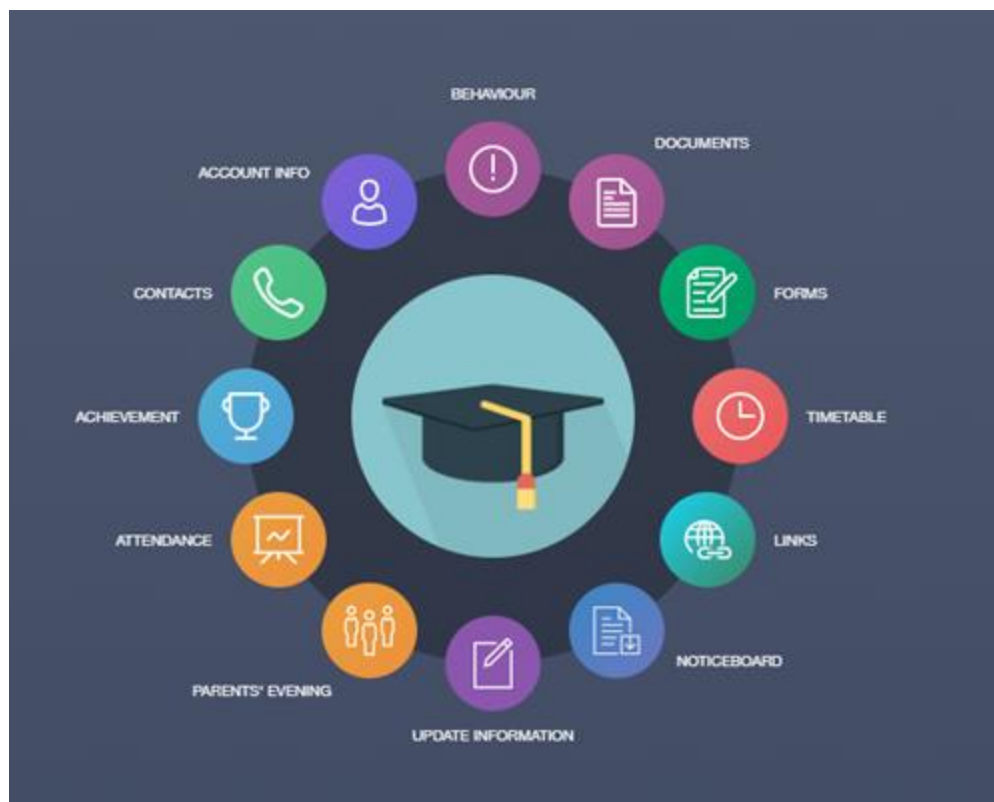 BEHAVIOUR
DOCUMENTS
ACCOUNT INFO
CONTACTS
FORMS
ACHIEVEMENT
TIMETABLE
ATTENDANCE
LINKS
NOTICEBOARD
PARENTS' EVENING
UPDATE INFORMATION